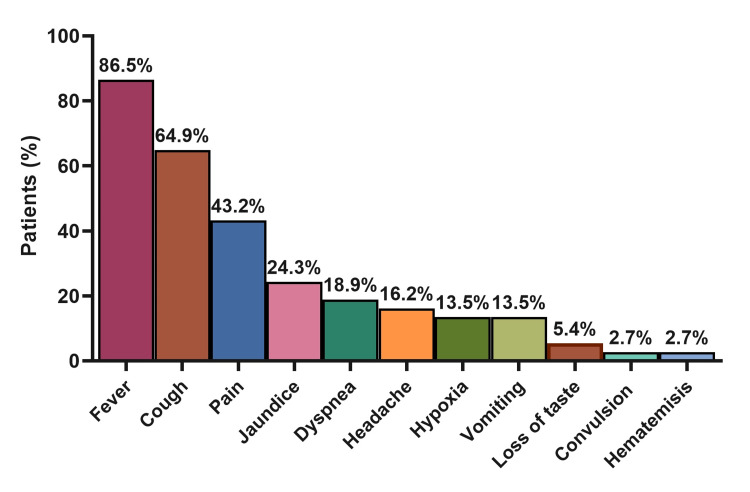 Patients (%)
100
80
60
40
20
0
86.5%
64.9%
43.2%
24.3%
18.9%
16.2%
13.5%
13.5%
5.4%
2.7%
2.7%
Fever
Cough
Pain
Jaundice
Dyspnea
Headache
Hypoxia
Vomiting
Loss of taste
Convulsion
Hematemisis